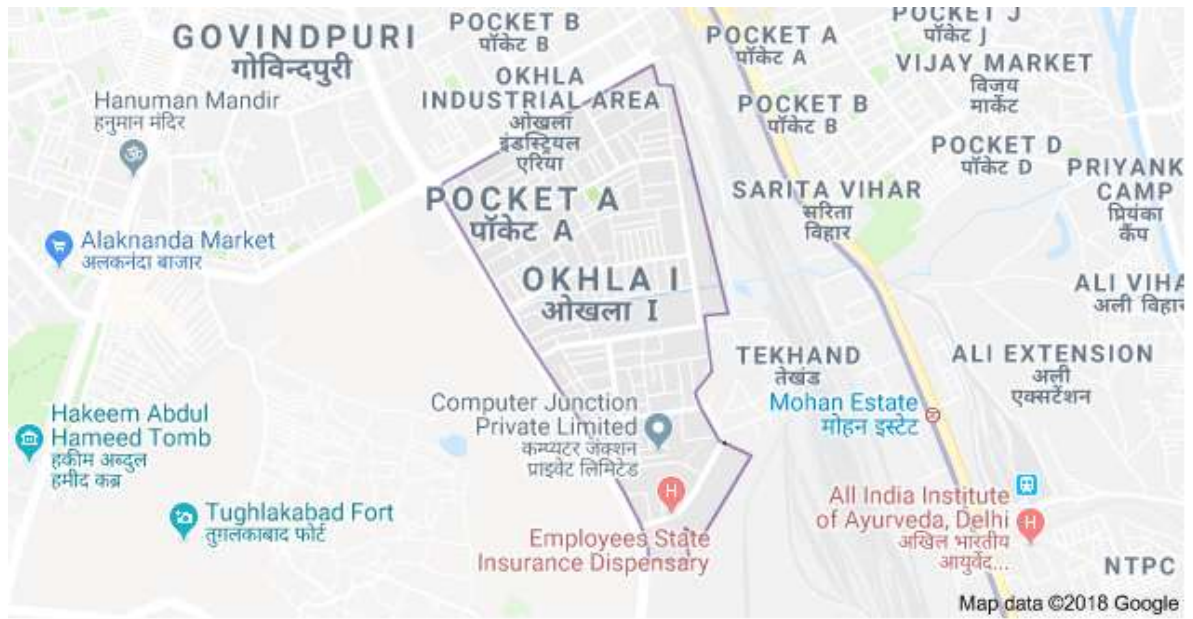 GOVINDPURI
गोविन्दपुरी
POCKET B
पॉकेट B
POCKET A
पॉकेट A
POCKET J
पॉकेट J
VIJAY MARKET
विजय
मार्केट
Hanuman Mandir
हनुमान मंदिर
OKHLA
INDUSTRIAL AREA
ओखला
इंडस्ट्रियल
एरिया
POCKET B
पॉकेट B
POCKET D
पॉकेट D
PRIYANK
CAMP
प्रियंका
कैंप
POCKET A
पॉकेट A
SARITA VIHAR
सरिता
विहार
Alaknanda Market
अलकनंदा बाजार
OKHLA I
ओखला I
ALI VIHA
अली विहार
TEKHAND
तेखंड
ALI EXTENSION
अली
एक्सटेंशन
Mohan Estate
मोहन इस्टेट
Computer Junction
Private Limited
कम्प्यटर जंक्शन
प्राइवेट लिमिटेड
Hakeem Abdul
Hameed Tomb
हकीम अब्दुल
हमीद कब्र
Tughlakabad Fort
तुग़लकाबाद फोर्ट
H
Employees State
Insurance Dispensary
All India Institute
of Ayurveda, Delhi
अखिल भारतीय
आयुर्वेद...
H
NTPC
Map data ©2018 Google